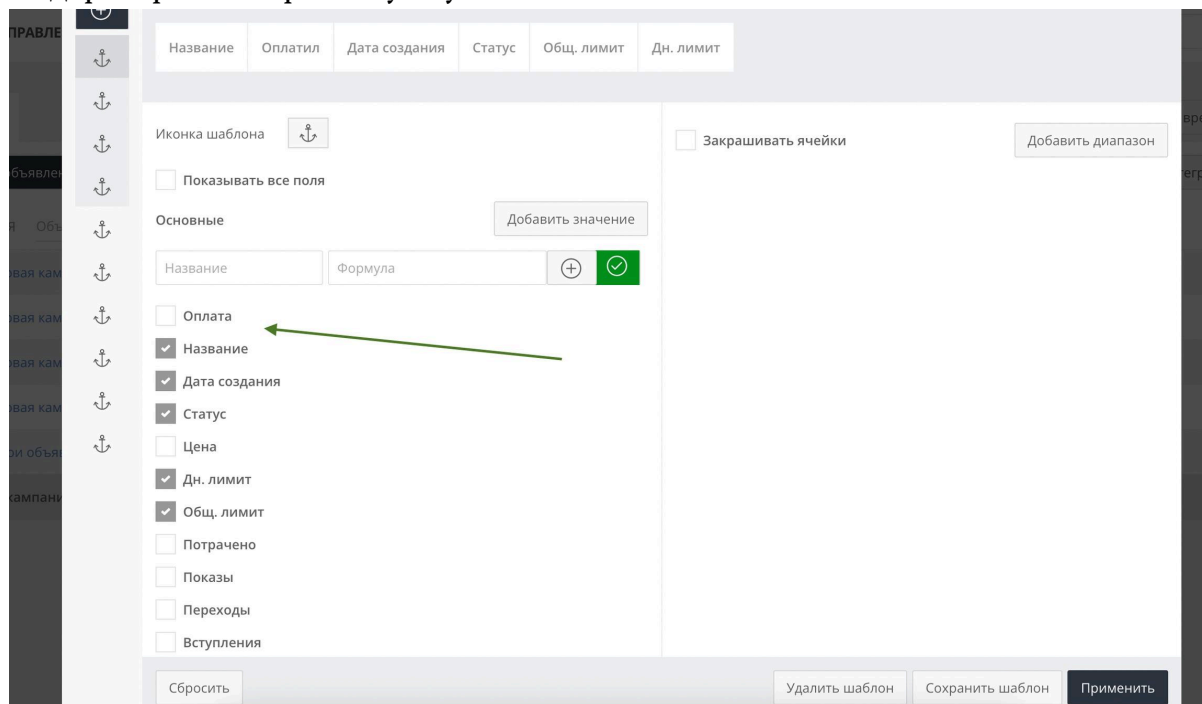 ПРАВЛЕ
Название Оплатил Дата создания Статус Общ. лимит Дн. лимит
Иконка шаблона
Закрашивать ячейки Добавить диапазон
Показывать все поля
объявлен
Основные Добавить значение
Название Формула
Оплата
Название
Дата создания
Статус
Цена
Дн. лимит
Общ. лимит
Потрачено
Показы
Переходы
Вступления
Сбросить Удалить шаблон Сохранить шаблон Применить